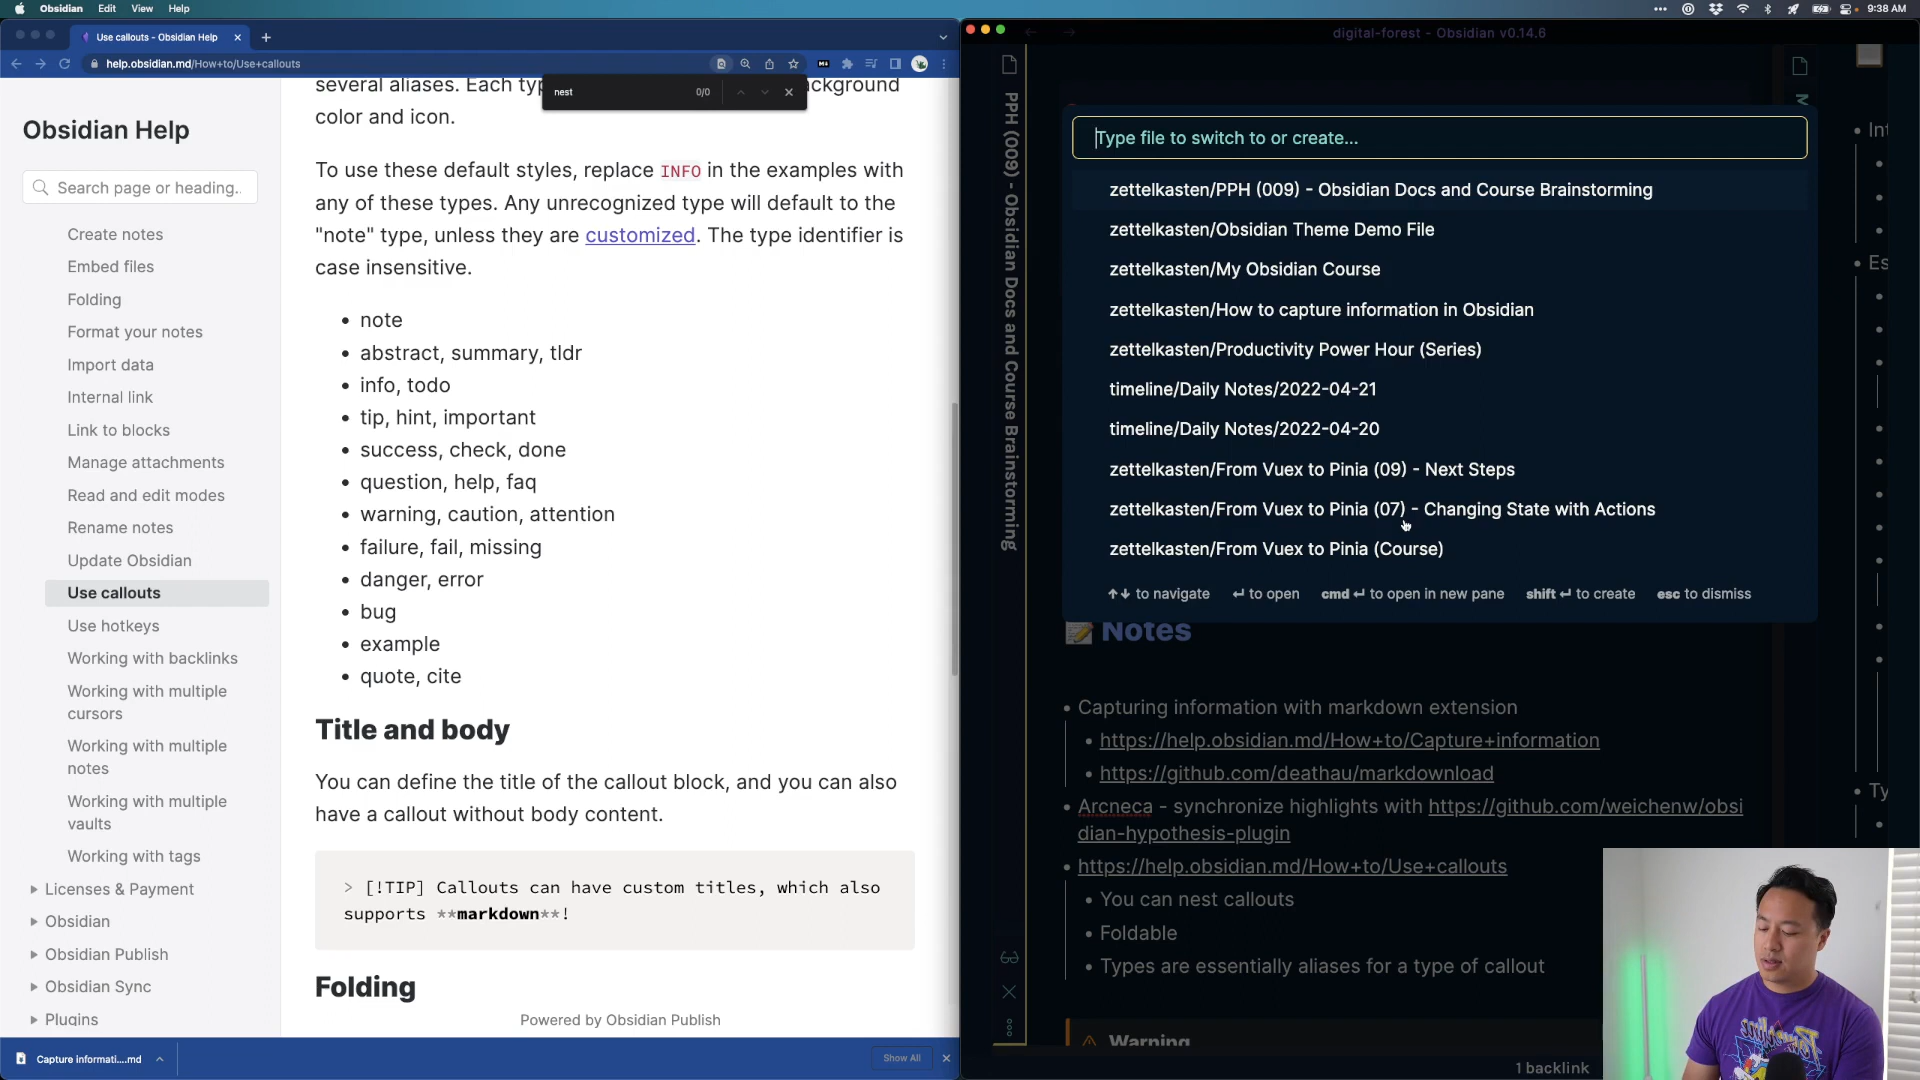 Obsidian Edit View Help
9:38 AM
Use callouts - Obsidian Help
help.obsidian.md/How+to/Use+callouts
nest 0/0
Obsidian Help
Search page or heading..
Create notes
Embed files
Folding
Format your notes
Import data
Internal link
Link to blocks
Manage attachments
Read and edit modes
Rename notes
Update Obsidian
Use callouts
Use hotkeys
Working with backlinks
Working with multiple
cursors
Working with multiple
notes
Working with multiple
vaults
Working with tags
Licenses & Payment
Obsidian
Obsidian Publish
Obsidian Sync
Plugins
several aliases. Each typ ckground
color and icon.
To use these default styles, replace INFO in the examples with
any of these types. Any unrecognized type will default to the
"note" type, unless they are customized. The type identifier is
case insensitive.
• note
• abstract, summary, tldr
• info, todo
• tip, hint, important
• success, check, done
• question, help, faq
• warning, caution, attention
• failure, fail, missing
• danger, error
• bug
• example
• quote, cite
Title and body
You can define the title of the callout block, and you can also
have a callout without body content.
> [!TIP] Callouts can have custom titles, which also
supports **markdown**!
Folding
Powered by Obsidian Publish
Capture informati....md
Show All
digital-forest - Obsidian v0.14.6
PPH (009) - Obsidian Docs and Course Brainstorming
Type file to switch to or create...
zettelkasten/PPH (009) - Obsidian Docs and Course Brainstorming
zettelkasten/Obsidian Theme Demo File
zettelkasten/My Obsidian Course
zettelkasten/How to capture information in Obsidian
zettelkasten/Productivity Power Hour (Series)
timeline/Daily Notes/2022-04-21
timeline/Daily Notes/2022-04-20
zettelkasten/From Vuex to Pinia (09) - Next Steps
zettelkasten/From Vuex to Pinia (07) - Changing State with Actions
zettelkasten/From Vuex to Pinia (Course)
↑↓ to navigate ↵ to open cmd ↵ to open in new pane shift ↵ to create esc to dismiss
Notes
• Capturing information with markdown extension
• https://help.obsidian.md/How+to/Capture+information
• https://github.com/deathau/markdownload
• Arcneca - synchronize highlights with https://github.com/weichenw/obsi
dian-hypothesis-plugin
• https://help.obsidian.md/How+to/Use+callouts
• You can nest callouts
• Foldable
• Types are essentially aliases for a type of callout
Warning
1 backlink
M
• Int
• Es
• Ty